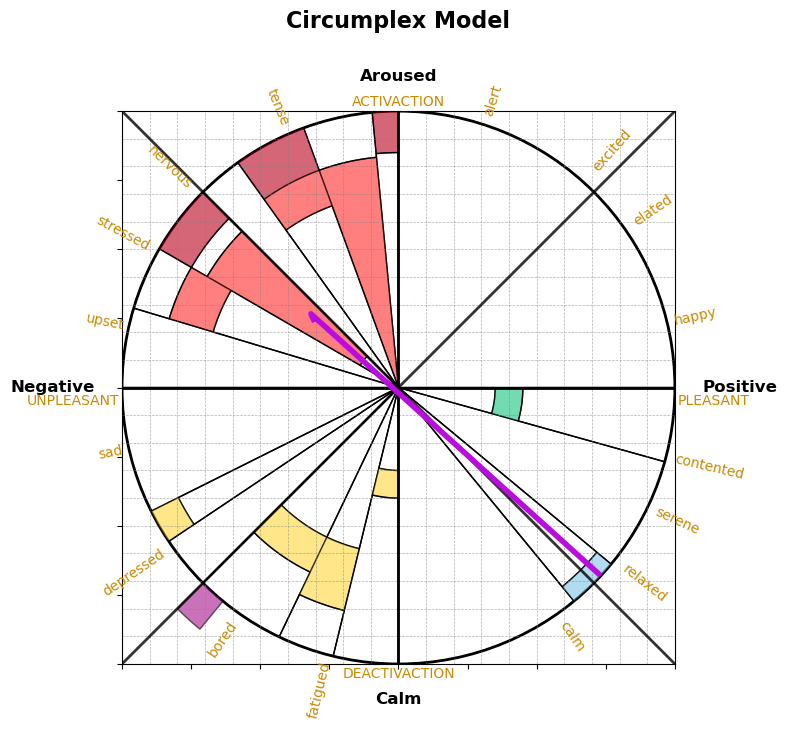 Circumplex Model
Aroused
ACTIVACTION
tense
alert
nervous
excited
stressed
elated
upset
happy
Negative
Positive
UNPLEASANT
PLEASANT
sad
contented
serene
depressed
relaxed
bored
calm
fatigued
DEACTIVACTION
Calm